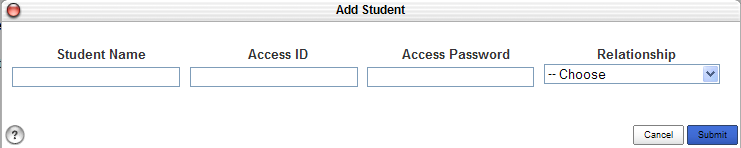 Add Student
Student Name Access ID Access Password Relationship
-- Choose
?
Cancel Submit